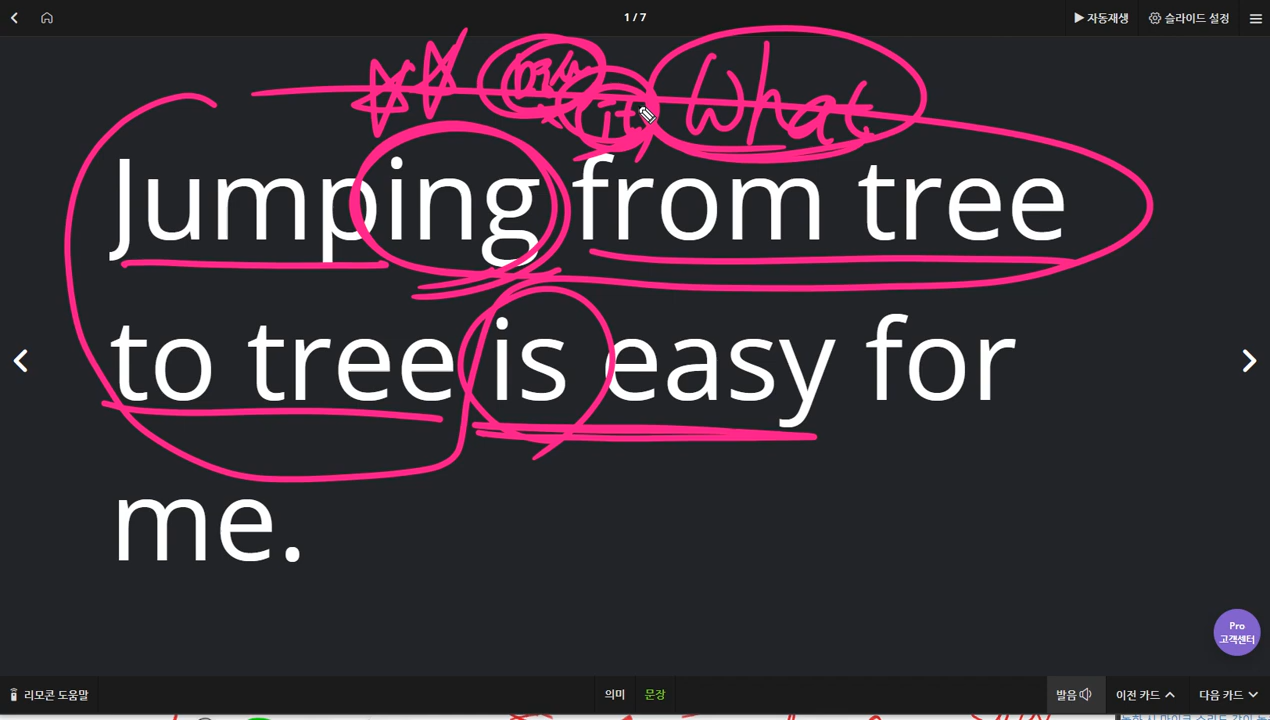 1 / 7
자동재생
슬라이드 설정
it
What
Jumping from tree
to tree is easy for
me.
Pro
고객센터
리모콘 도움말
의미
문장
발음
이전 카드
다음 카드